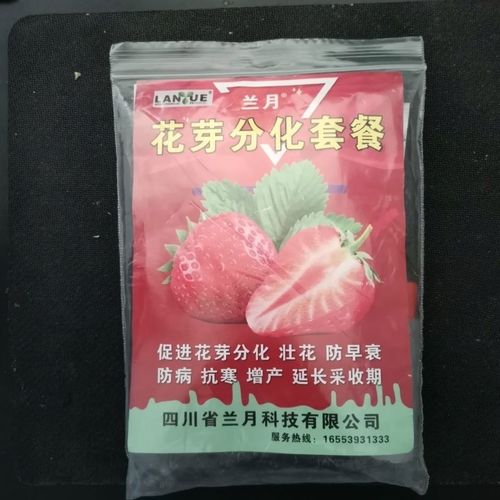 LANYUE® 兰月®
花芽分化套餐
促进花芽分化 壮花 防早衰
防病 抗寒 增产 延长采收期
四川省兰月科技有限公司
服务热线：16553931333